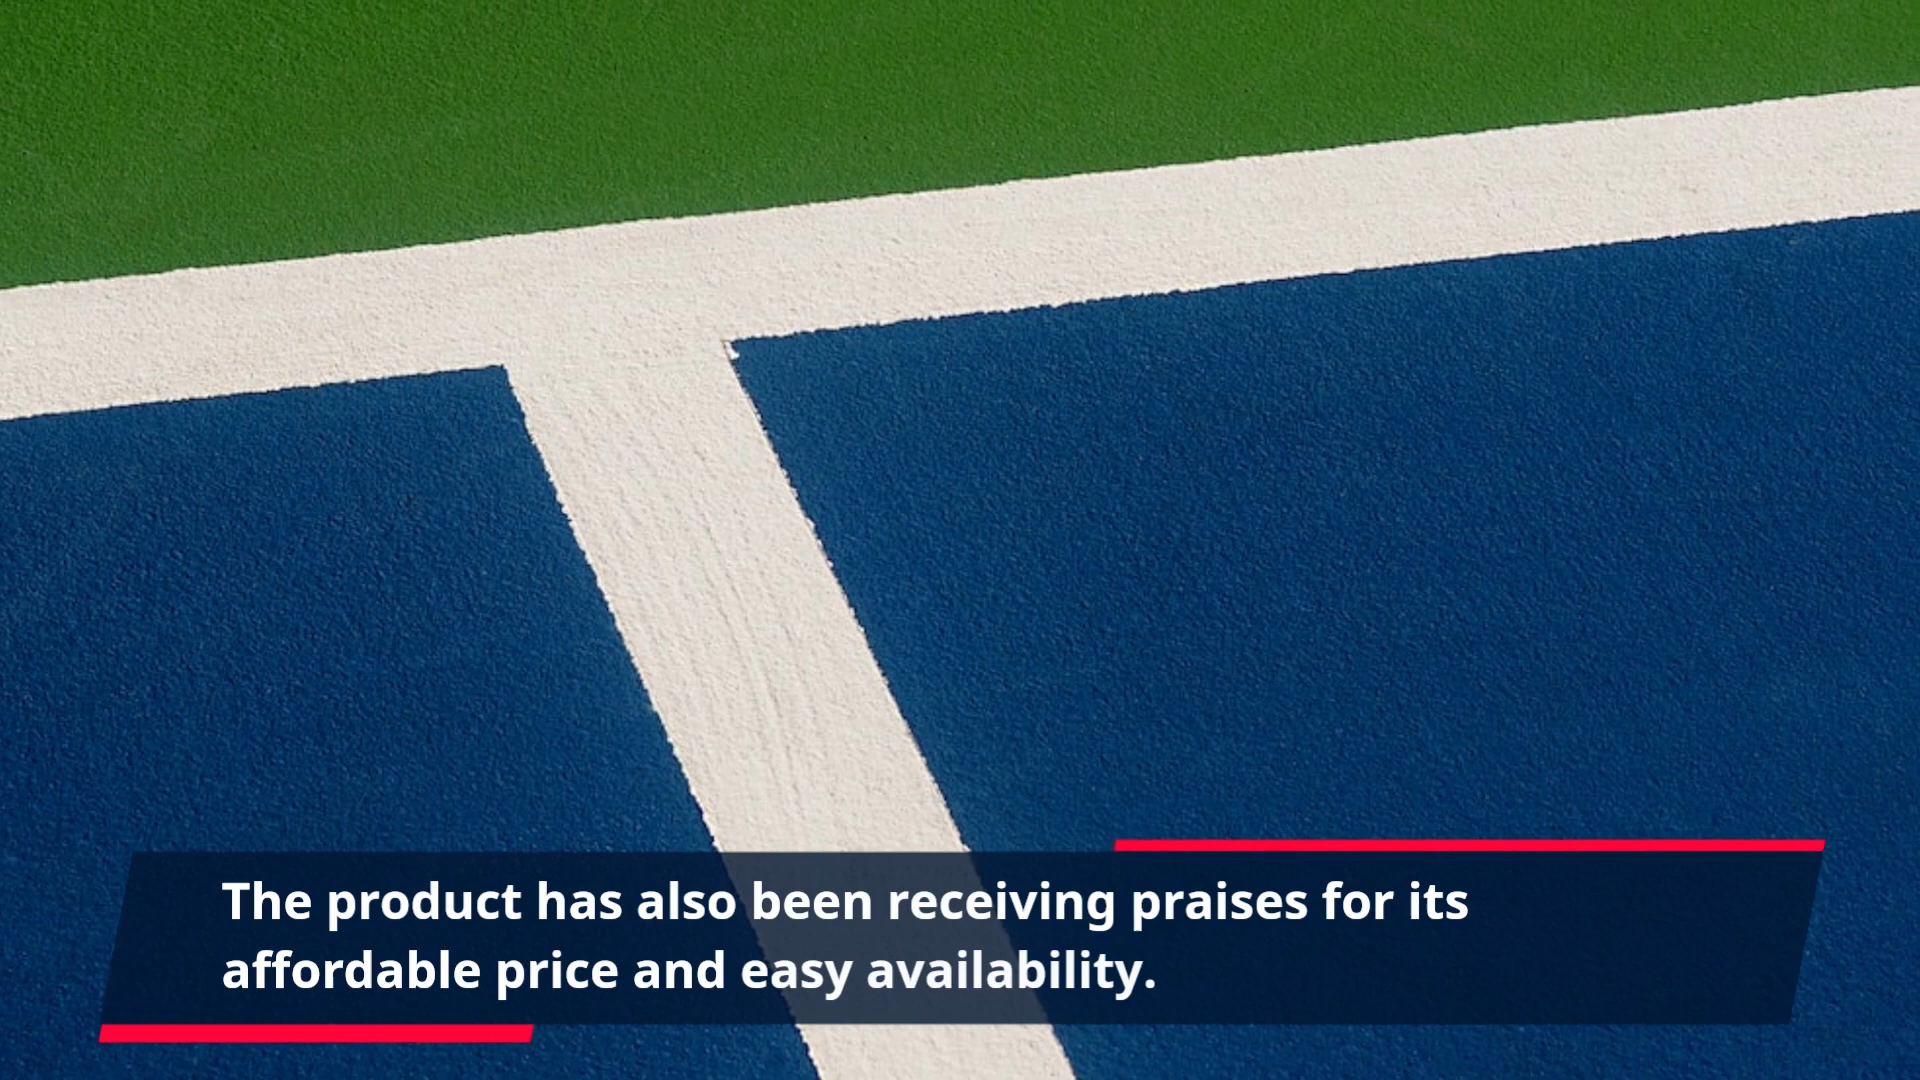 The product has also been receiving praises for its
affordable price and easy availability.